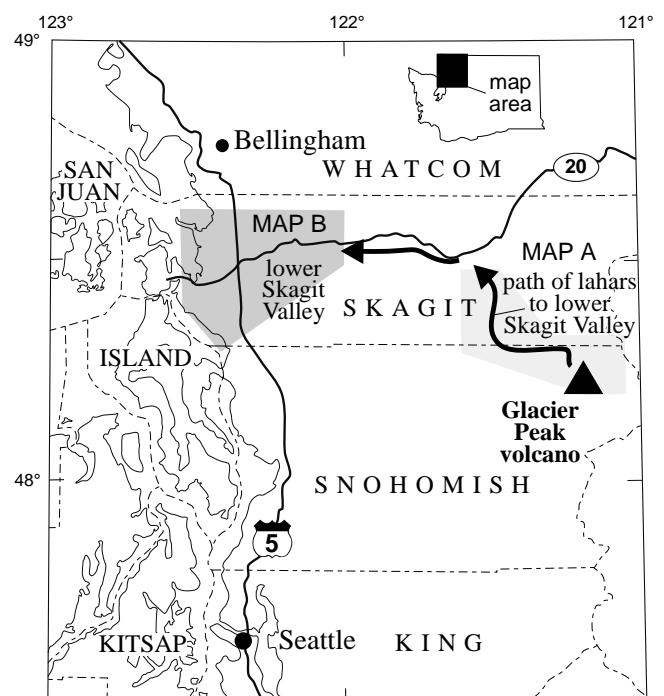 123°
122°
121°
49°
map
area
Bellingham
SAN
JUAN
WHATCOM
20
MAP B
MAP A
lower
Skagit
Valley
path of lahars
to lower
Skagit Valley
SKAGIT
ISLAND
Glacier
Peak
volcano
48°
SNOHOMISH
5
KITSAP
Seattle
KING